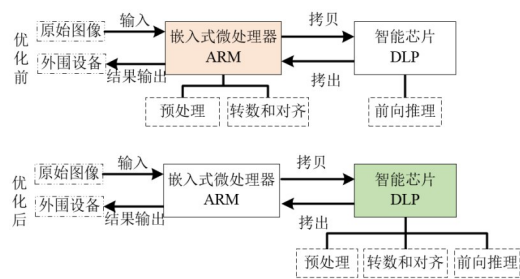 优化前
原始图像
输入
嵌入式微处理器
ARM
拷贝
智能芯片
DLP
外围设备
结果输出
拷出
预处理
转数和对齐
前向推理
优化后
原始图像
输入
嵌入式微处理器
ARM
拷贝
智能芯片
DLP
外围设备
结果输出
拷出
预处理
转数和对齐
前向推理